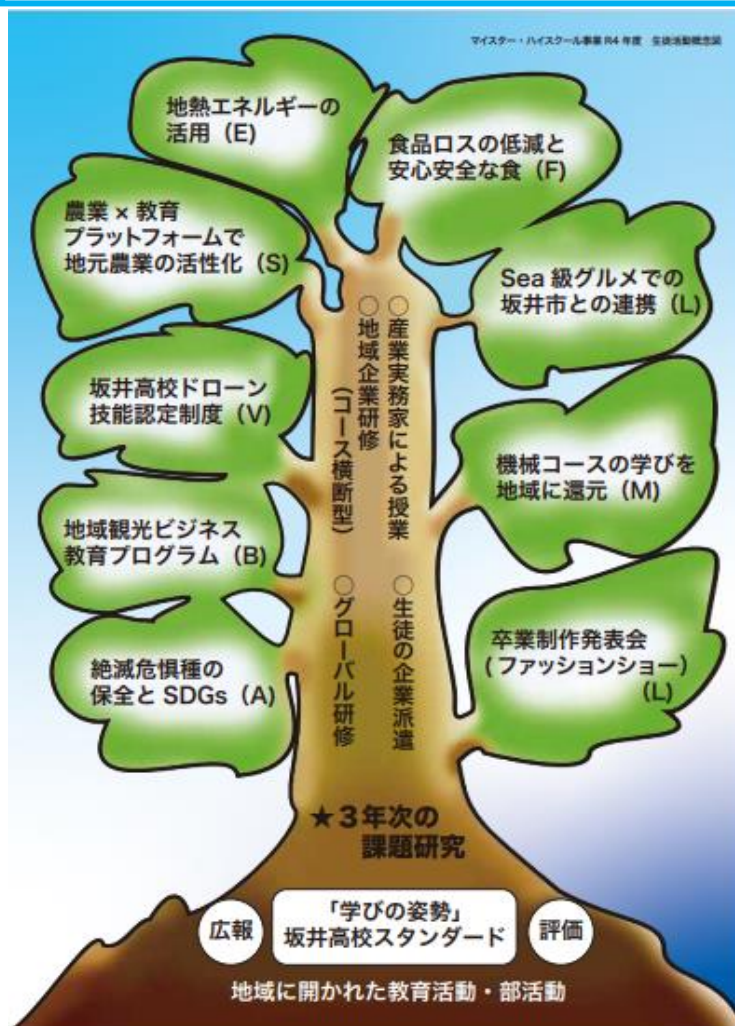 マイスター・ハイスクール事業R4年度 生徒活動概念図
地熱エネルギーの
活用(E)
食品ロスの低減と
安心安全な食(F)
農業×教育
プラットフォームで
地元農業の活性化(S)
Sea級グルメでの
坂井市との連携(L)
坂井高校ドローン
技能認定制度(V)
機械コースの学びを
地域に還元(M)
地域観光ビジネス
教育プログラム(B)
絶滅危惧種の
保全とSDGs(A)
卒業制作発表会
(ファッションショー)
(L)
○産業実務家による授業
○生徒の企業派遣
○地域企業研修
(コース横断型)
○グローバル研修
★3年次の
課題研究
広報
「学びの姿勢」
坂井高校スタンダード
評価
地域に開かれた教育活動・部活動